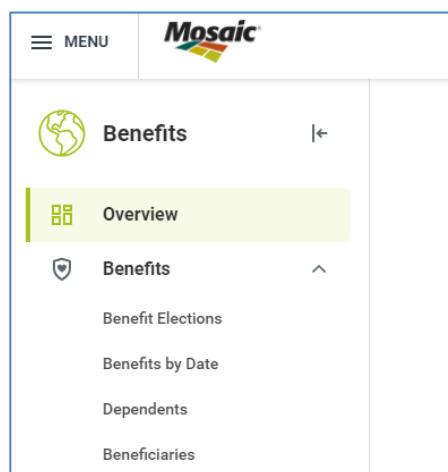 MENU
Mosaic
Benefits
Overview
Benefits
Benefit Elections
Benefits by Date
Dependents
Beneficiaries